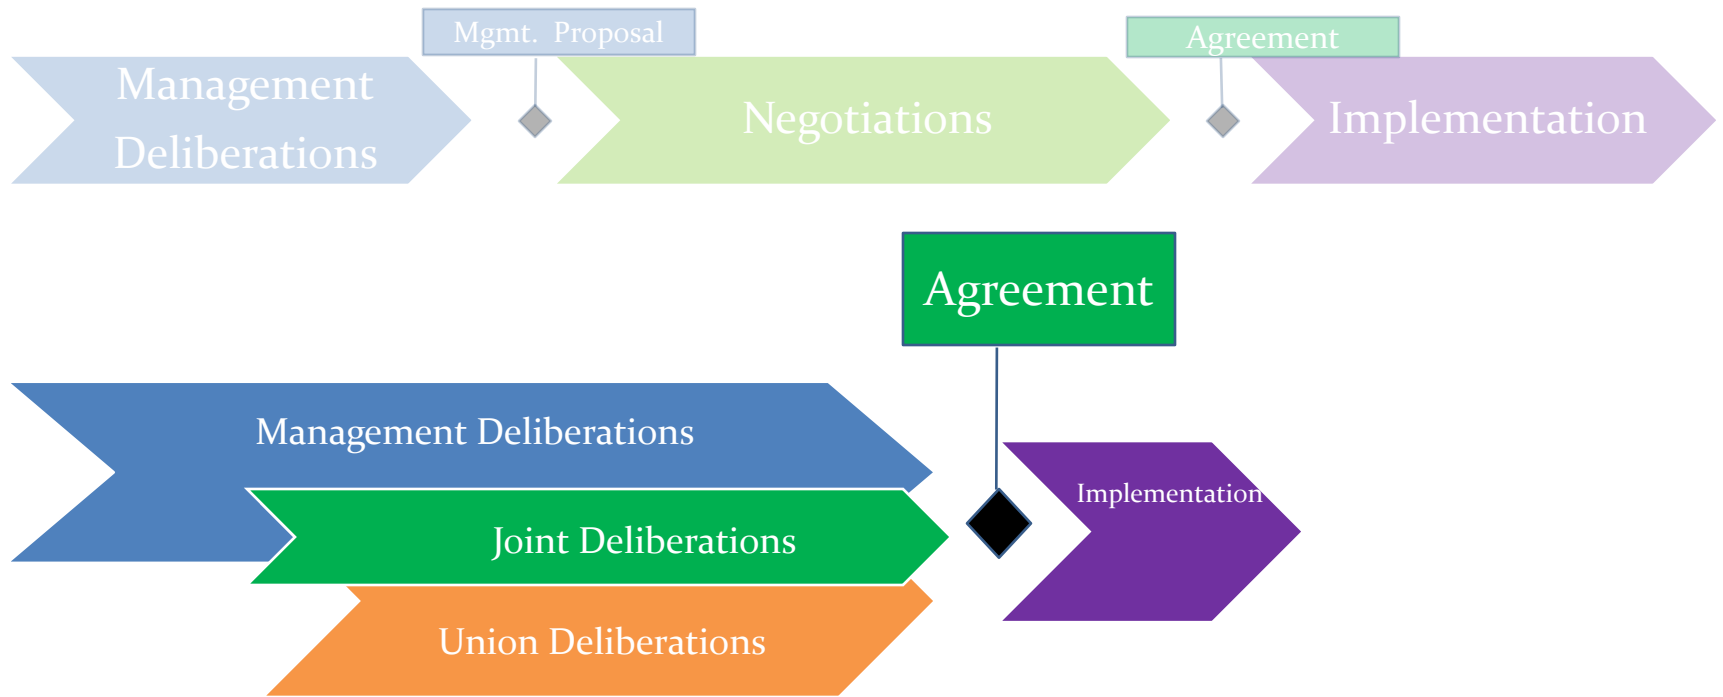 Mgmt. Proposal
Agreement
Management
Deliberations
Negotiations
Implementation
Agreement
Management Deliberations
Implementation
Joint Deliberations
Union Deliberations